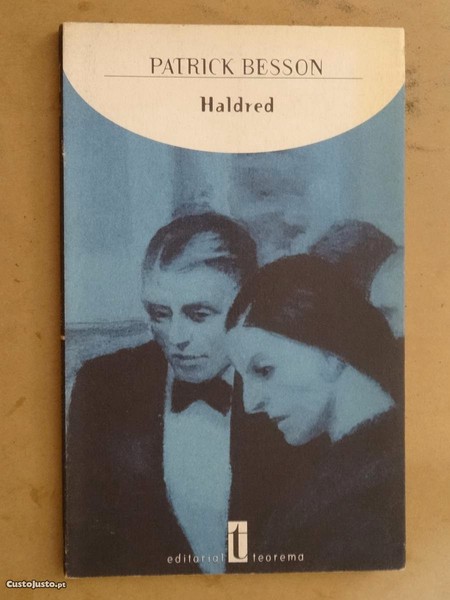 PATRICK BESSON
Haldred
editorial t teorema
CustoJusto.pt